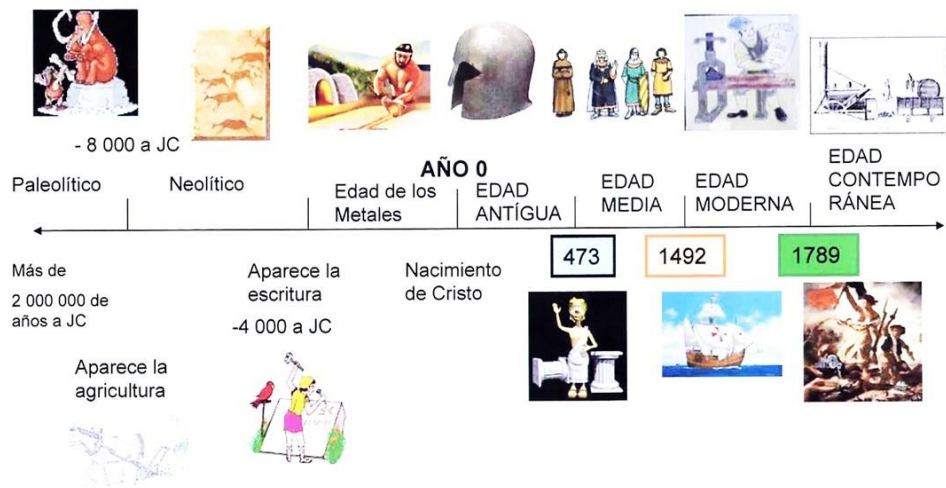 - 8 000 a JC
AÑO 0
Paleolítico
Neolítico
Edad de los
Metales
EDAD
ANTÍGUA
EDAD
MEDIA
EDAD
MODERNA
EDAD
CONTEMPO
RÁNEA
473
1492
1789
Más de
2 000 000 de
años a JC
Aparece la
escritura
-4 000 a JC
Nacimiento
de Cristo
Aparece la
agricultura